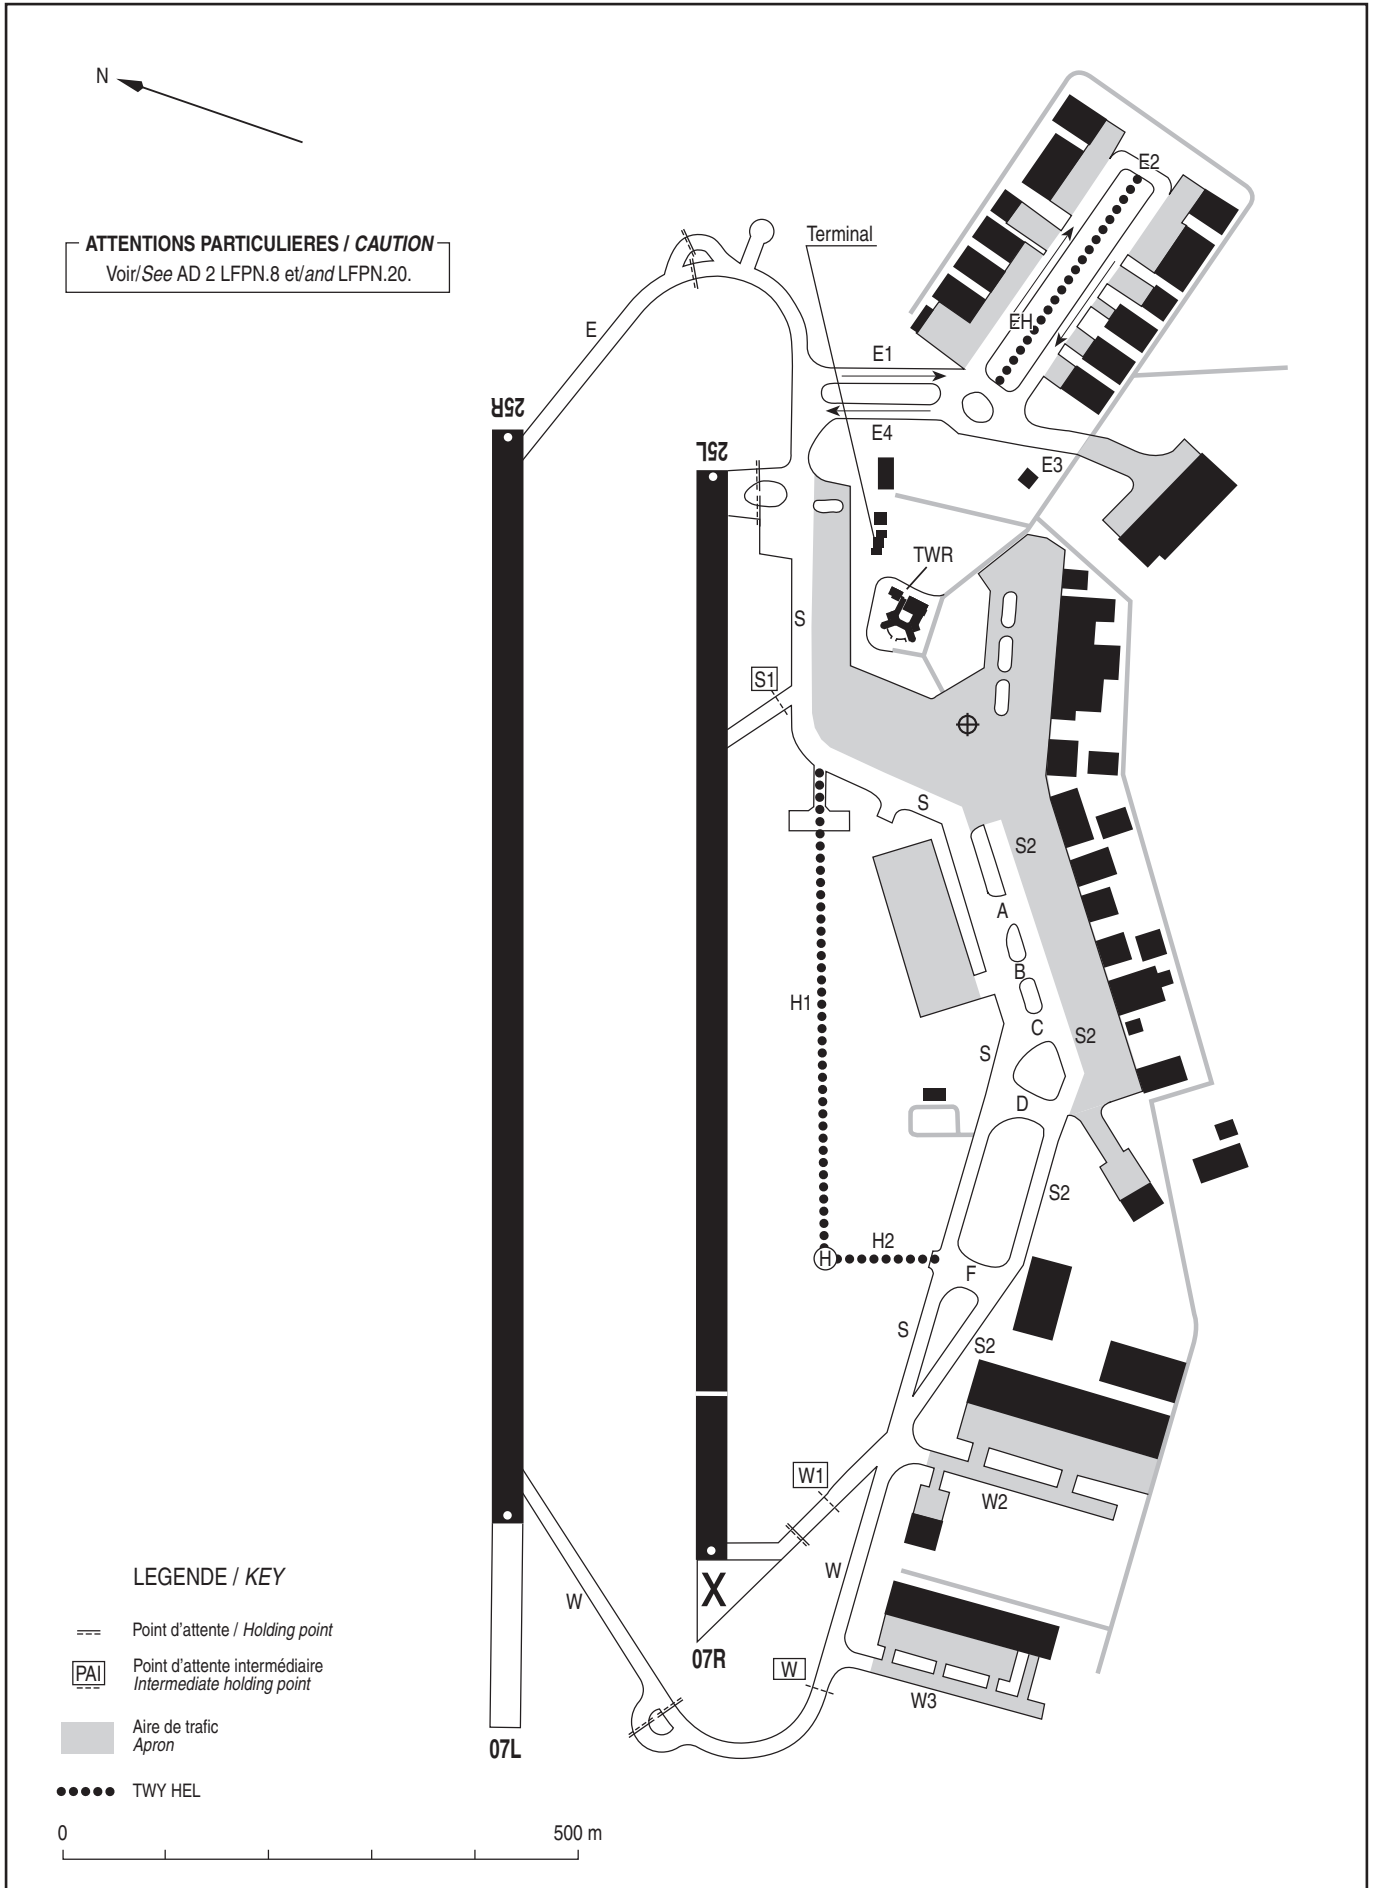 N
ATTENTIONS PARTICULIERES / CAUTION
Voir/See AD 2 LFPN.8 et/and LFPN.20.
Terminal
E2
EH
E
E1
25R
E4
25L
E3
TWR
S
S1
S
S2
A
B
H1
C
S2
S
D
S2
H2
H
F
S
S2
W1
W2
W
W
X
07R
W
W3
07L
LEGENDE / KEY
Point d'attente / Holding point
PAI
Point d'attente intermédiaire
Intermediate holding point
Aire de trafic
Apron
TWY HEL
0
500 m